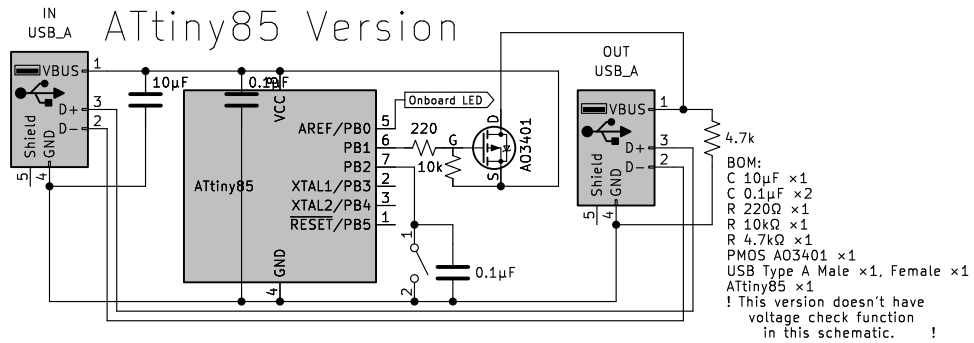 IN
USB_A
ATtiny85 Version
OUT
USB_A
VBUS 1
D+ 3
D- 2
Shield
GND
5
4
10µF
0.1µF
VCC
8
Onboard LED
AREF/PB0 5
PB1 6
PB2 7
XTAL1/PB3 2
XTAL2/PB4 3
RESET/PB5 1
ATtiny85
GND
4
220
10k
G
D
S
AO3401
1
2
0.1µF
VBUS 1
D+ 3
D- 2
Shield
GND
5
4
4.7k
BOM:
C 10µF ×1
C 0.1µF ×2
R 220Ω ×1
R 10kΩ ×1
R 4.7kΩ ×1
PMOS AO3401 ×1
USB Type A Male ×1, Female ×1
ATtiny85 ×1
! This version doesn't have
voltage check function
in this schematic. !